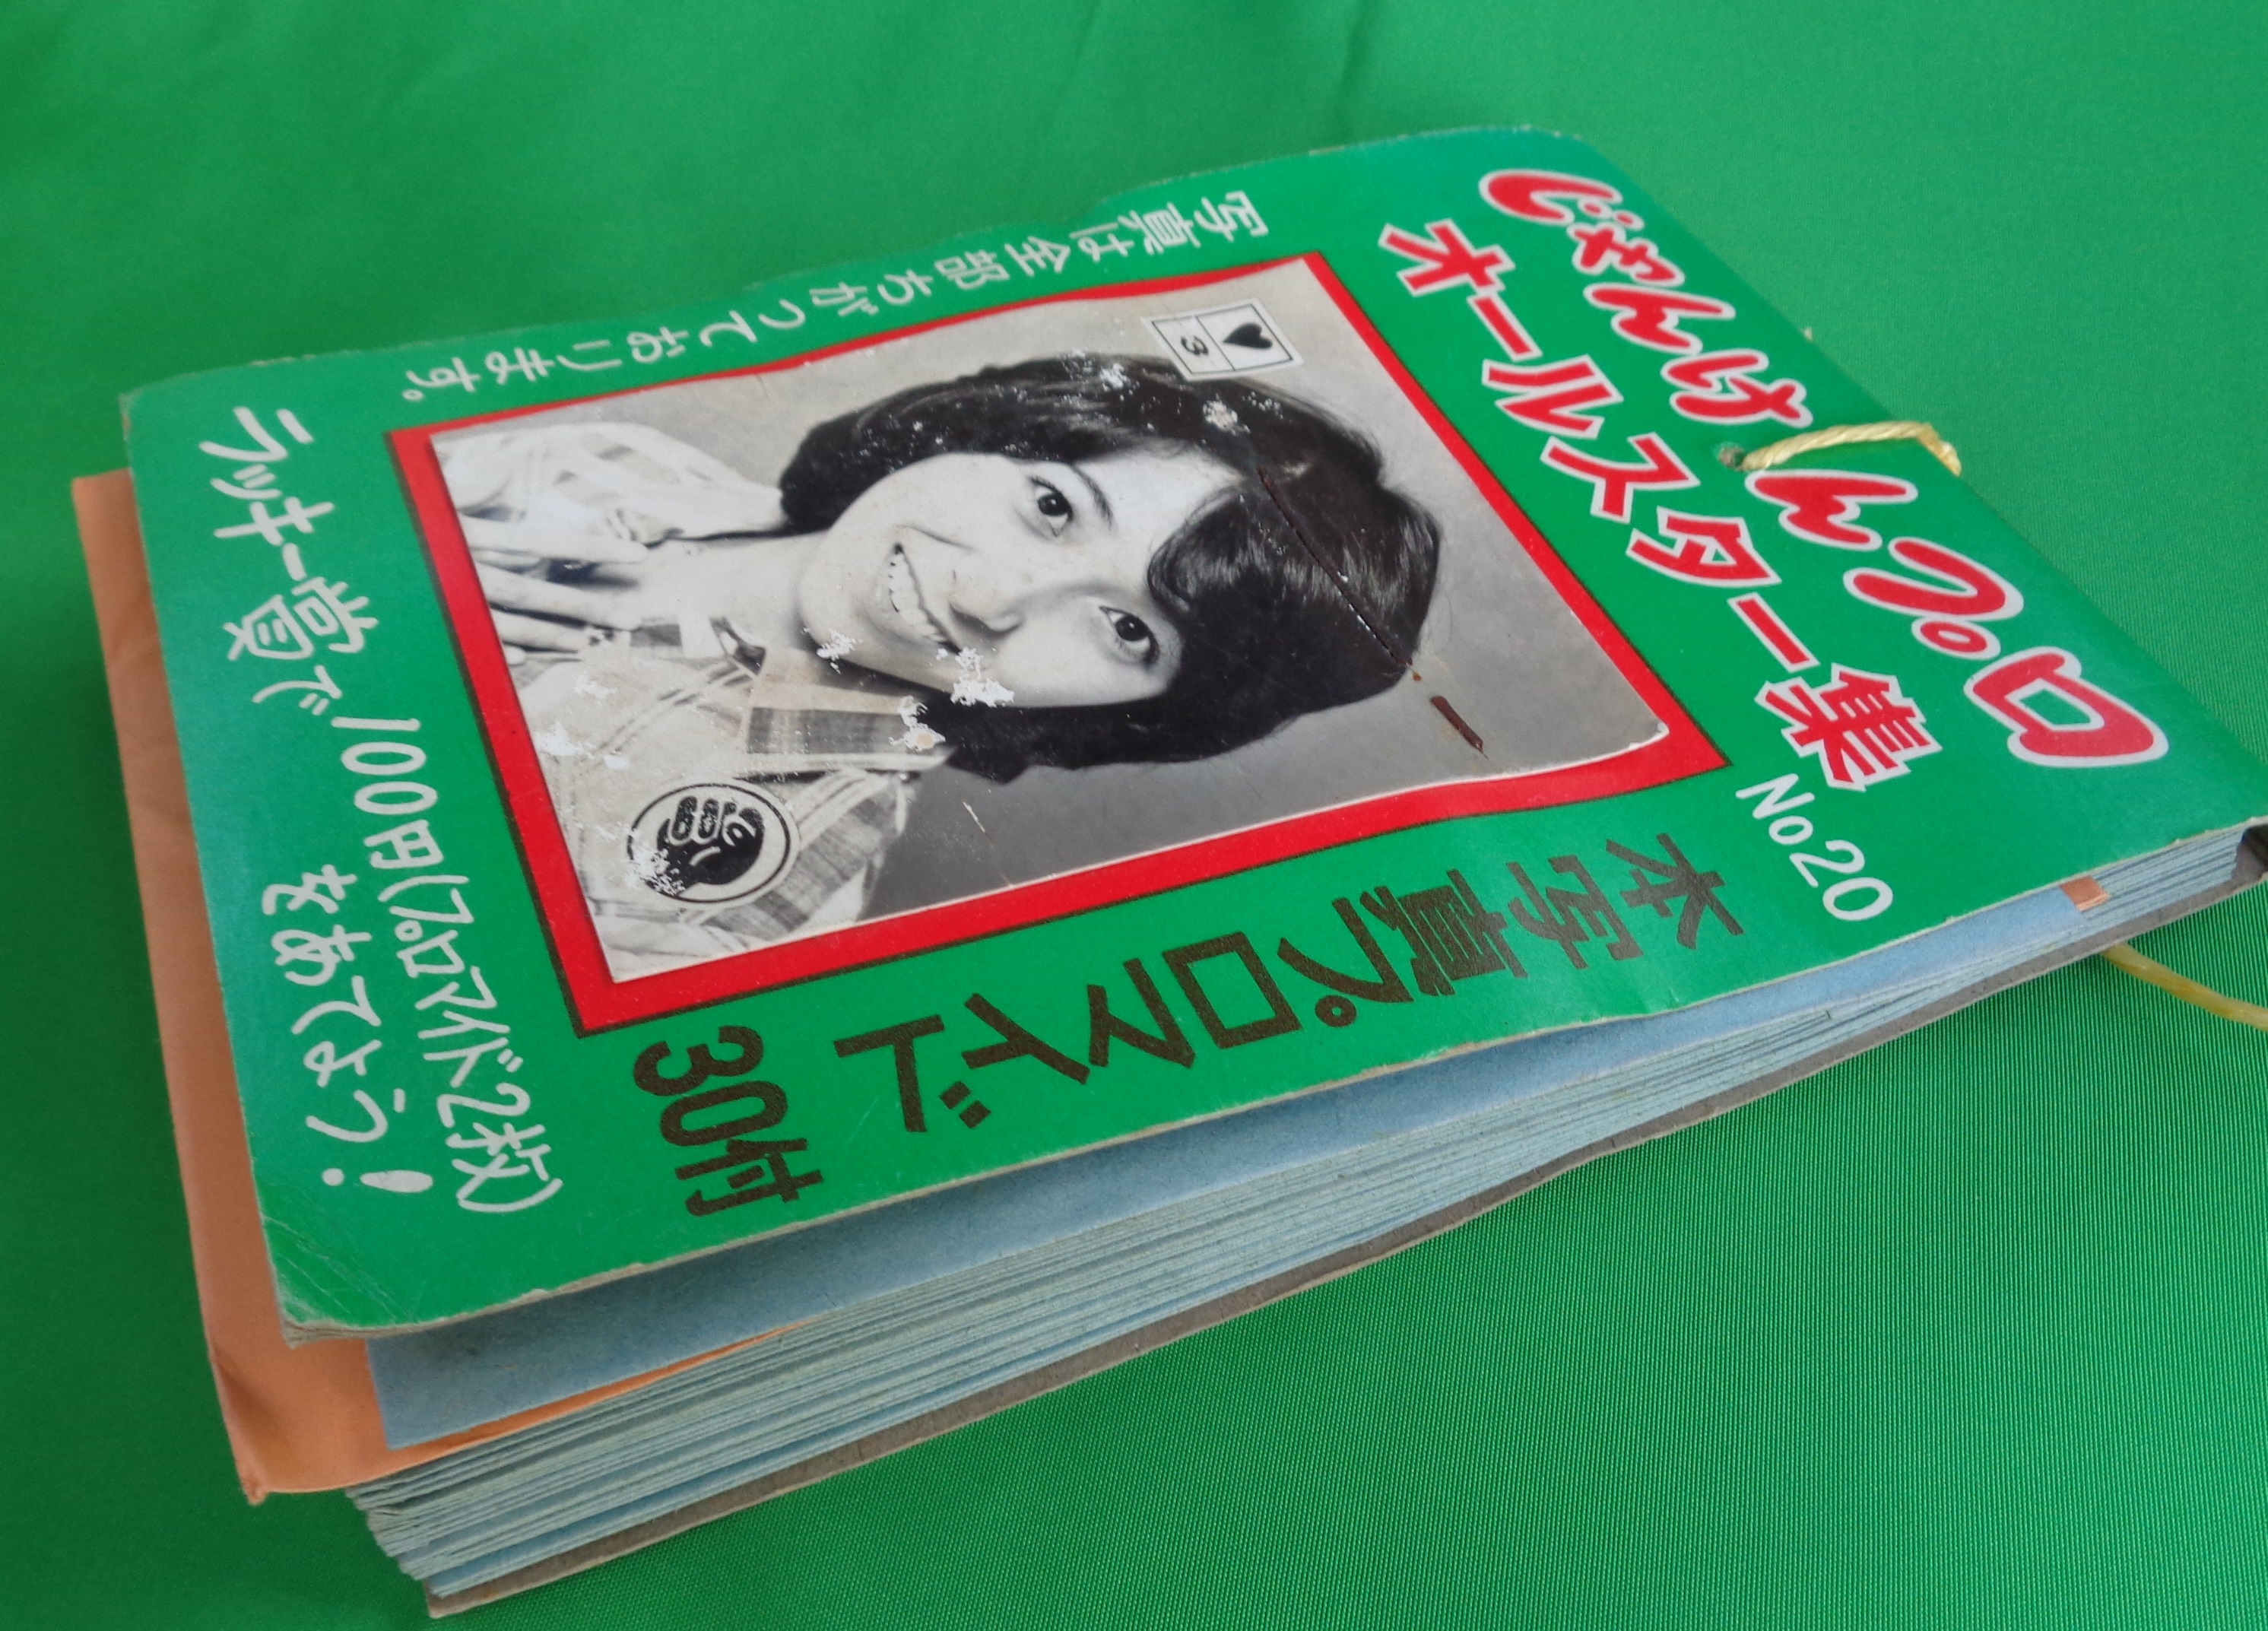 じゃんけんプロ
オールスター集
No.20
写真は全部ちがっております。
3
本写真プロマイド
30付
ラッキー賞で100円(プロマイド2枚)
をあてよう!